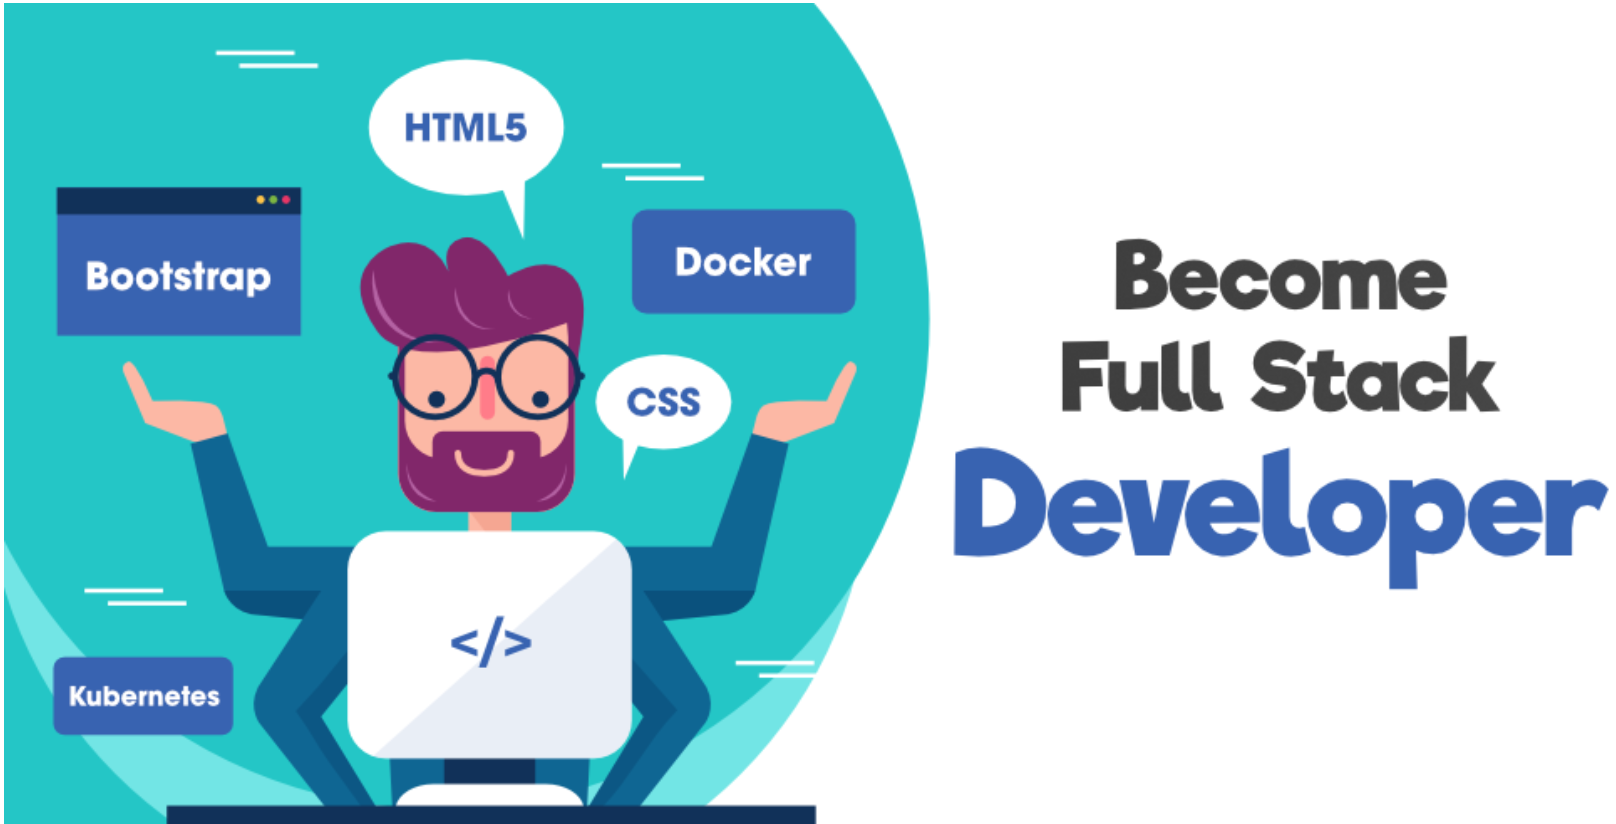 HTML5
Bootstrap
Docker
CSS
</>
Kubernetes
Become
Full Stack
Developer